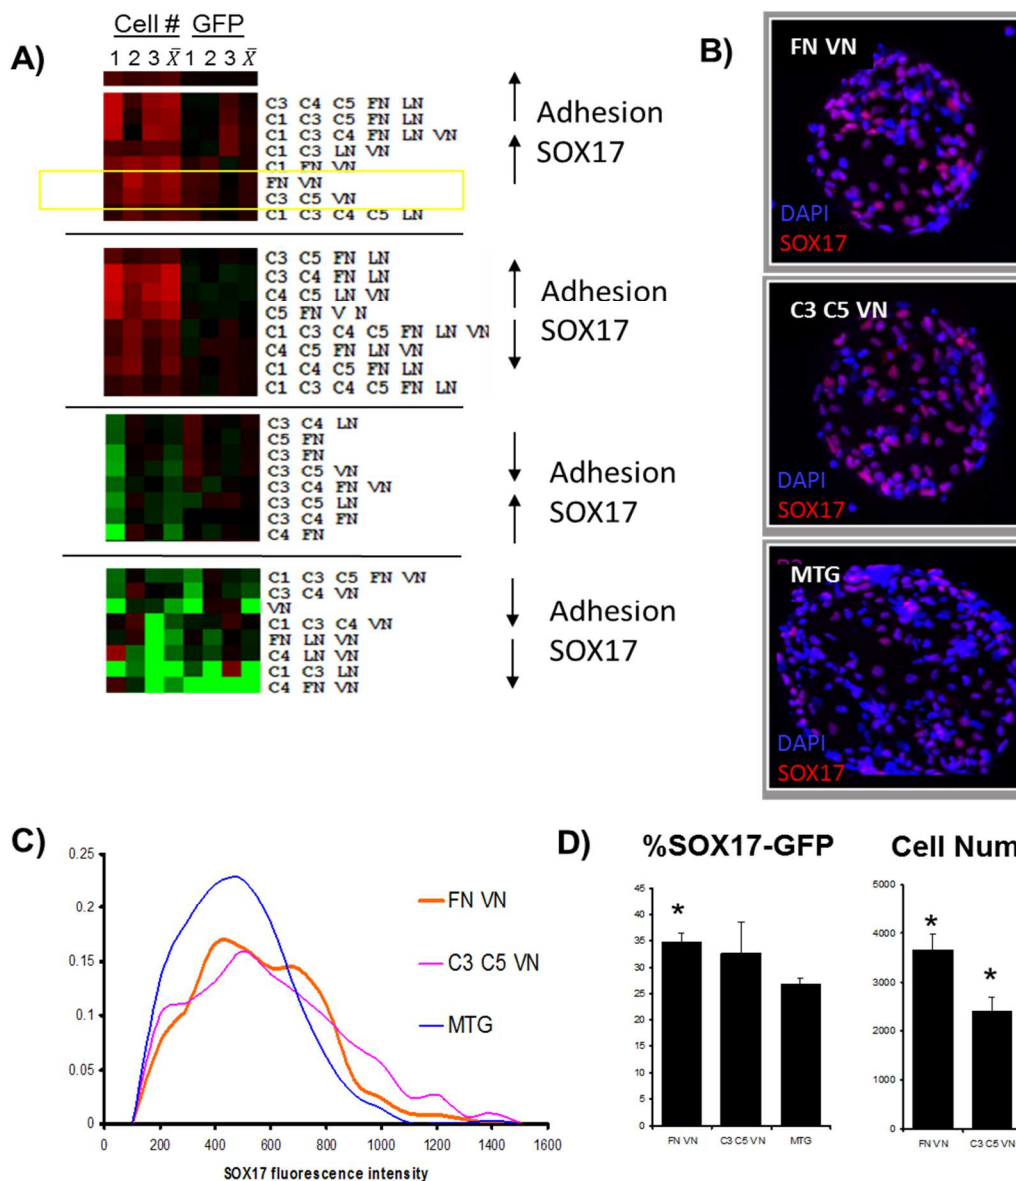 A)
Cell # GFP
1 2 3 X̄ 1 2 3 X̄
C3 C4 C5 FN LN
C1 C3 C5 FN LN
C1 C3 C4 FN LN VN
C1 C3 LN VN
C1 FN VN
FN VN
C3 C5 VN
C1 C3 C4 C5 LN
Adhesion
SOX17
C3 C5 FN LN
C3 C4 FN LN
C4 C5 LN VN
C5 FN V N
C1 C3 C4 C5 FN LN VN
C4 C5 FN LN VN
C1 C4 C5 FN LN
C1 C3 C4 C5 FN LN
Adhesion
SOX17
C3 C4 LN
C5 FN
C3 FN
C3 C5 VN
C3 C4 FN VN
C3 C5 LN
C3 C4 FN
C4 FN
Adhesion
SOX17
C1 C3 C5 FN VN
C3 C4 VN
VN
C1 C3 C4 VN
FN LN VN
C4 LN VN
C1 C3 LN
C4 FN VN
Adhesion
SOX17
B)
FN VN
DAPI
SOX17
C3 C5 VN
DAPI
SOX17
MTG
DAPI
SOX17
C)
0.25
0.2
0.15
0.1
0.05
0
0 200 400 600 800 1000 1200 1400 1600
SOX17 fluorescence intensity
FN VN
C3 C5 VN
MTG
D)
%SOX17-GFP
45
40
35
30
25
20
15
10
5
0
*
FN VN C3 C5 VN MTG
Cell Num
5000
4000
3000
2000
1000
0
*
*
FN VN C3 C5 VN